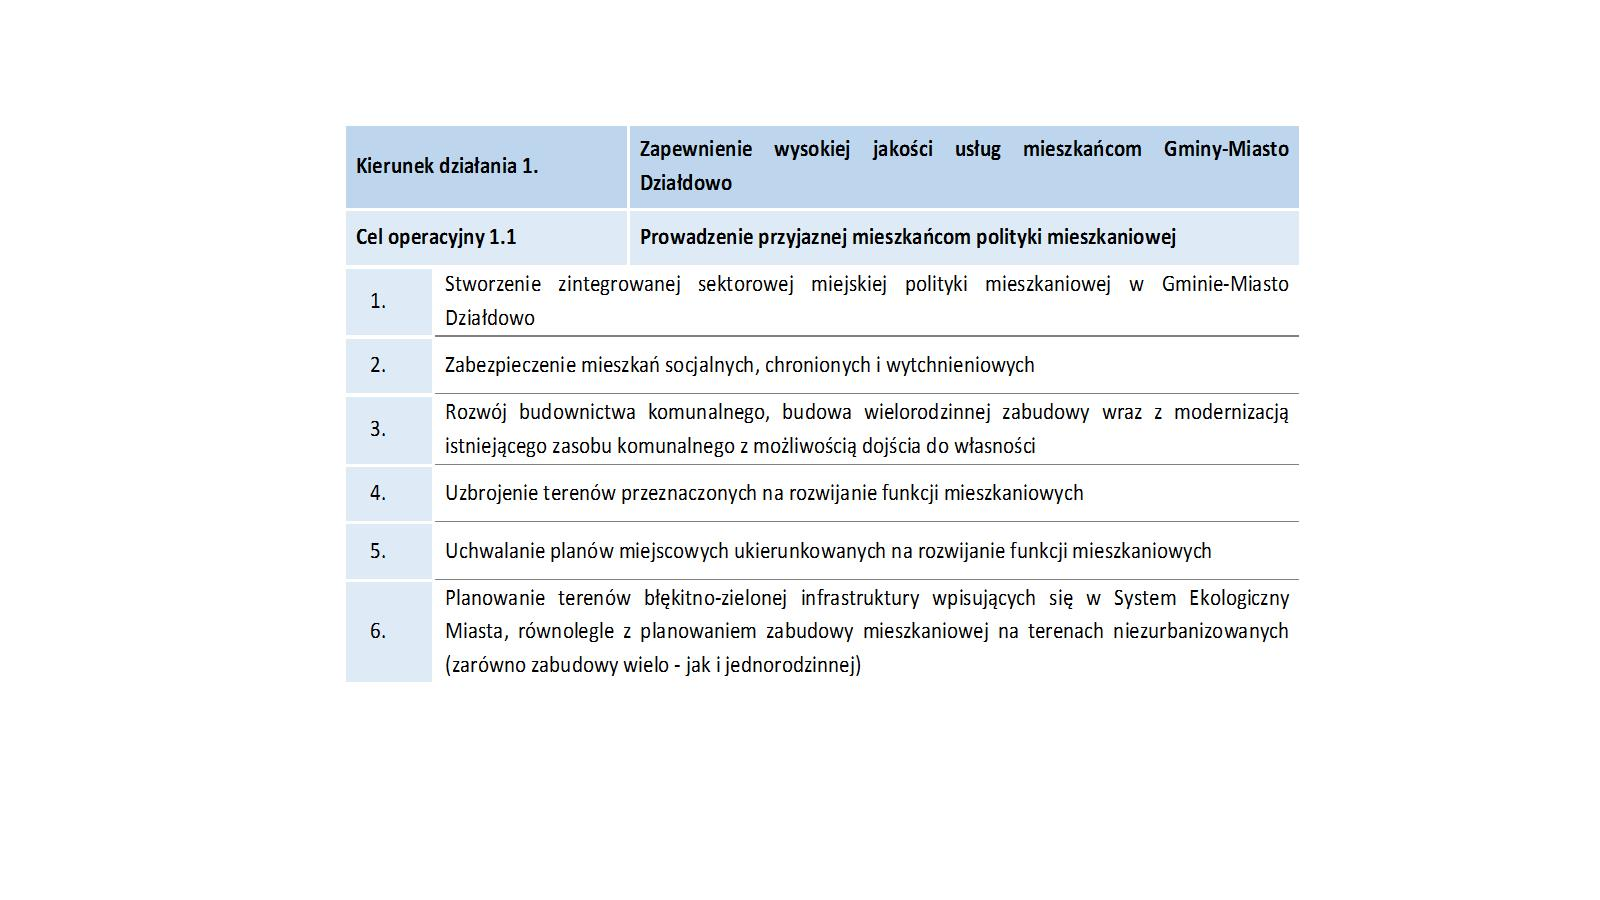 Kierunek działania 1.
Zapewnienie wysokiej jakości usług mieszkańcom Gminy-Miasto
Działdowo
Cel operacyjny 1.1
Prowadzenie przyjaznej mieszkańcom polityki mieszkaniowej
1.
Stworzenie zintegrowanej sektorowej miejskiej polityki mieszkaniowej w Gminie-Miasto
Działdowo
2.
Zabezpieczenie mieszkań socjalnych, chronionych i wytchnieniowych
3.
Rozwój budownictwa komunalnego, budowa wielorodzinnej zabudowy wraz z modernizacją
istniejącego zasobu komunalnego z możliwością dojścia do własności
4.
Uzbrojenie terenów przeznaczonych na rozwijanie funkcji mieszkaniowych
5.
Uchwalanie planów miejscowych ukierunkowanych na rozwijanie funkcji mieszkaniowych
6.
Planowanie terenów błękitno-zielonej infrastruktury wpisujących się w System Ekologiczny
Miasta, równolegle z planowaniem zabudowy mieszkaniowej na terenach niezurbanizowanych
(zarówno zabudowy wielo - jak i jednorodzinnej)